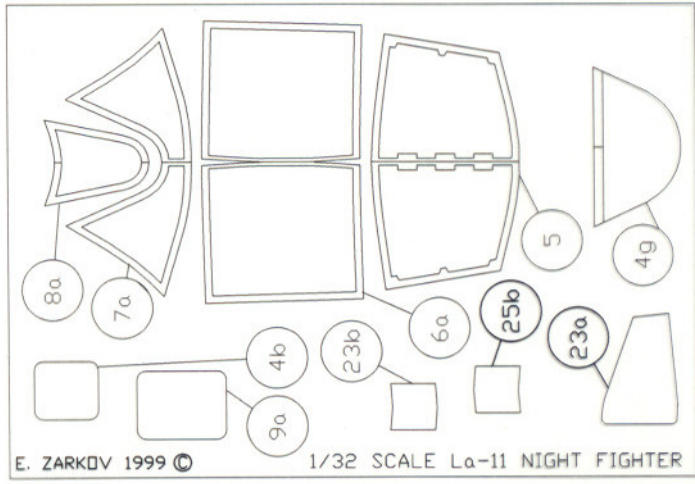 8a
7a
6a
5
4g
4b
9a
23b
25b
23a
E. ZARKOV 1999 ©
1/32 SCALE La-11 NIGHT FIGHTER